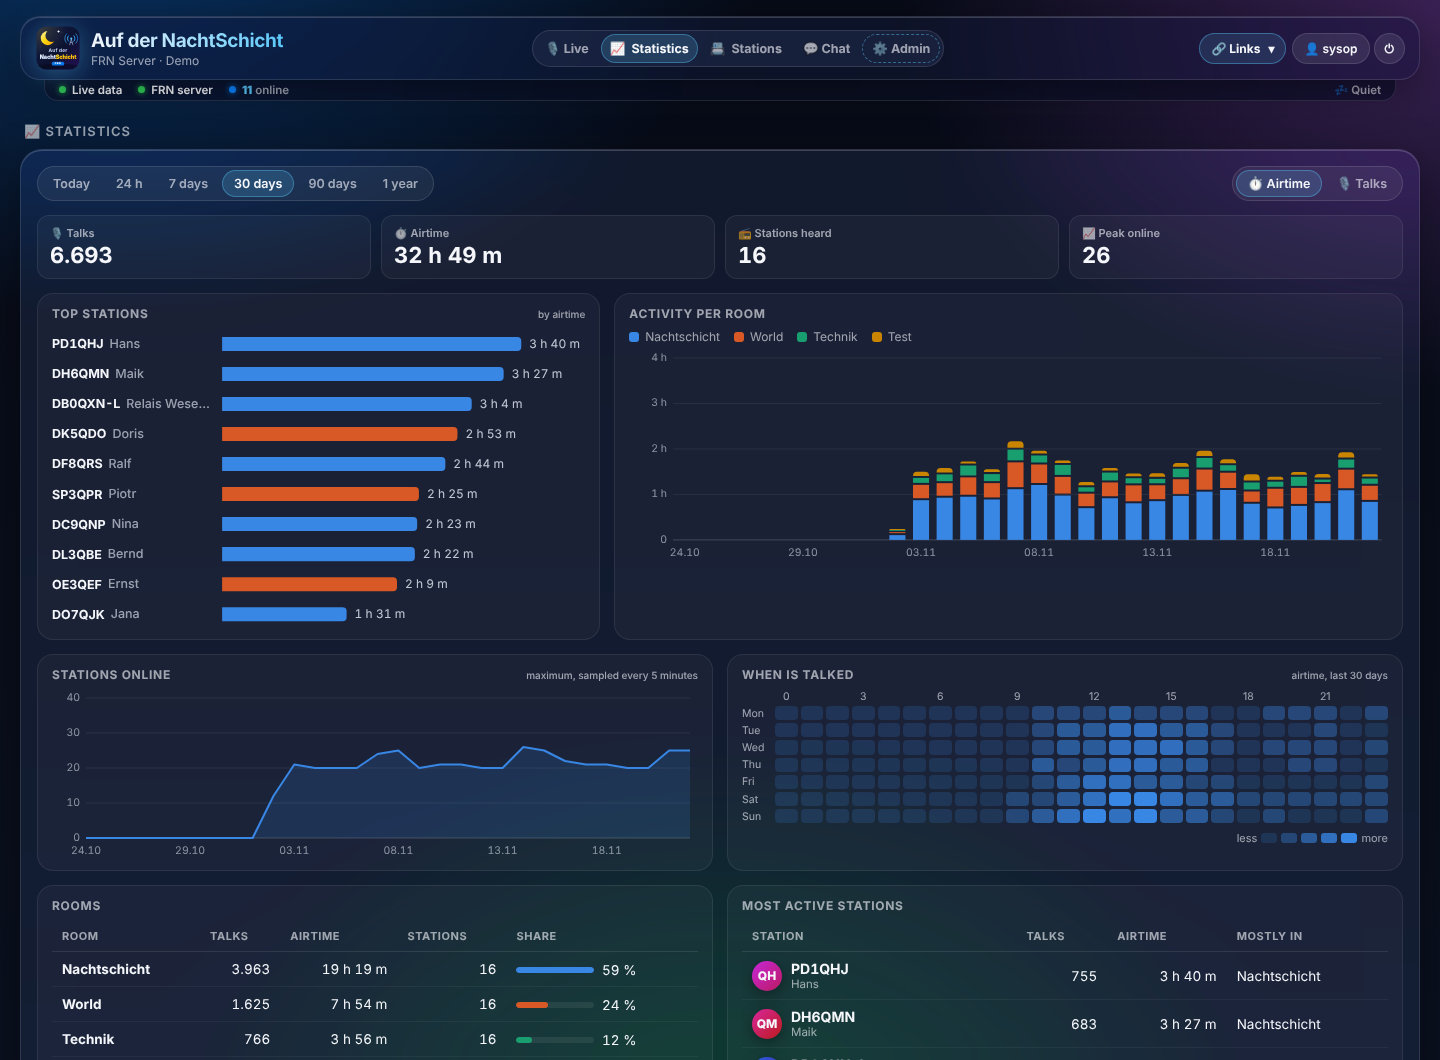 Auf der NachtSchicht
FRN Server · Demo
Live
Statistics
Stations
Chat
Admin
Links ▾
sysop
Auf der
NachtSchicht
Live data
FRN server
11 online
Quiet
STATISTICS
Today
24 h
7 days
30 days
90 days
1 year
Airtime
Talks
Talks
6.693
Airtime
32 h 49 m
Stations heard
16
Peak online
26
TOP STATIONS
by airtime
PD1QHJ Hans 3 h 40 m
DH6QMN Maik 3 h 27 m
DB0QXN-L Relais Wese... 3 h 4 m
DK5QDO Doris 2 h 53 m
DF8QRS Ralf 2 h 44 m
SP3QPR Piotr 2 h 25 m
DC9QNP Nina 2 h 23 m
DL3QBE Bernd 2 h 22 m
OE3QEF Ernst 2 h 9 m
DO7QJK Jana 1 h 31 m
ACTIVITY PER ROOM
Nachtschicht World Technik Test
4 h
3 h
2 h
1 h
0
24.10 29.10 03.11 08.11 13.11 18.11
STATIONS ONLINE
maximum, sampled every 5 minutes
40
30
20
10
0
24.10 29.10 03.11 08.11 13.11 18.11
WHEN IS TALKED
airtime, last 30 days
0 3 6 9 12 15 18 21
Mon
Tue
Wed
Thu
Fri
Sat
Sun
less more
ROOMS
ROOM TALKS AIRTIME STATIONS SHARE
Nachtschicht 3.963 19 h 19 m 16 59 %
World 1.625 7 h 54 m 16 24 %
Technik 766 3 h 56 m 16 12 %
MOST ACTIVE STATIONS
STATION TALKS AIRTIME MOSTLY IN
QH PD1QHJ 755 3 h 40 m Nachtschicht
Hans
QM DH6QMN 683 3 h 27 m Nachtschicht
Maik